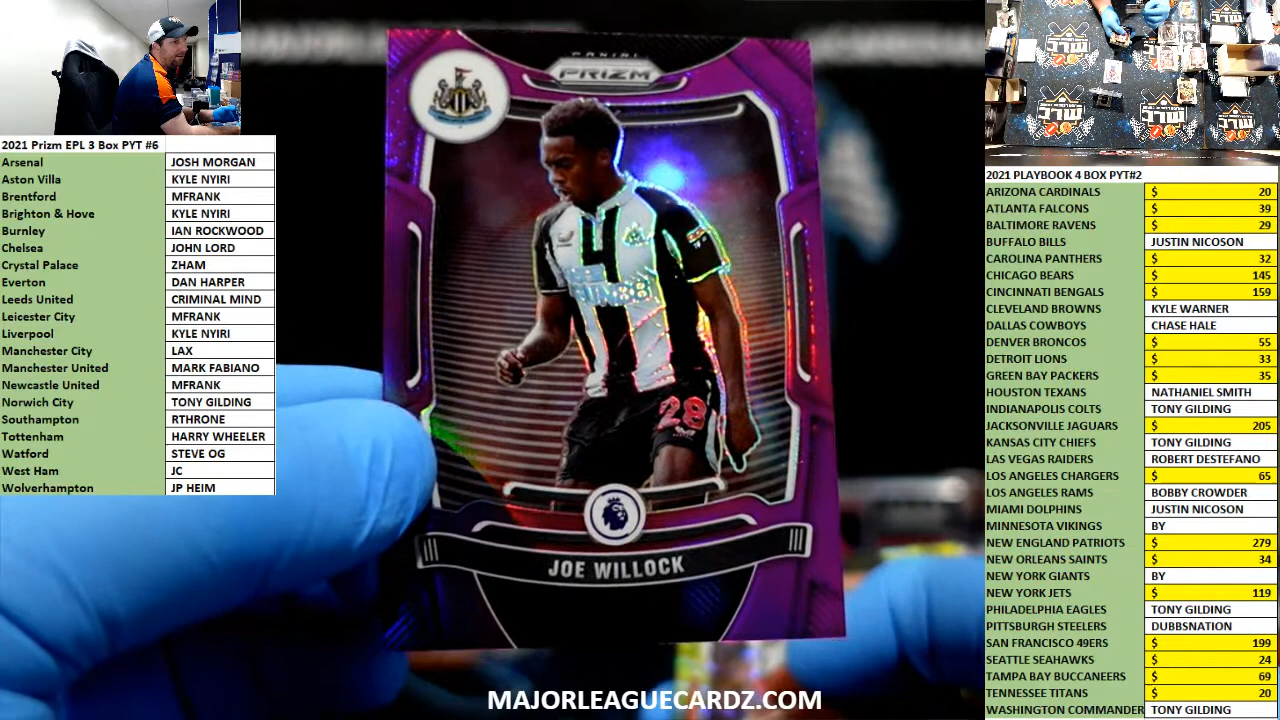 2021 Prizm EPL 3 Box PYT #6
Arsenal JOSH MORGAN
Aston Villa KYLE NYIRI
Brentford MFRANK
Brighton & Hove KYLE NYIRI
Burnley IAN ROCKWOOD
Chelsea JOHN LORD
Crystal Palace ZHAM
Everton DAN HARPER
Leeds United CRIMINAL MIND
Leicester City MFRANK
Liverpool KYLE NYIRI
Manchester City LAX
Manchester United MARK FABIANO
Newcastle United MFRANK
Norwich City TONY GILDING
Southampton RTHRONE
Tottenham HARRY WHEELER
Watford STEVE OG
West Ham JC
Wolverhampton JP HEIM
PANINI
PRIZM
28
JOE WILLOCK
MAJORLEAGUECARDZ.COM
2021 PLAYBOOK 4 BOX PYT#2
ARIZONA CARDINALS $ 20
ATLANTA FALCONS $ 39
BALTIMORE RAVENS $ 29
BUFFALO BILLS JUSTIN NICOSON
CAROLINA PANTHERS $ 32
CHICAGO BEARS $ 145
CINCINNATI BENGALS $ 159
CLEVELAND BROWNS KYLE WARNER
DALLAS COWBOYS CHASE HALE
DENVER BRONCOS $ 55
DETROIT LIONS $ 33
GREEN BAY PACKERS $ 35
HOUSTON TEXANS NATHANIEL SMITH
INDIANAPOLIS COLTS TONY GILDING
JACKSONVILLE JAGUARS $ 205
KANSAS CITY CHIEFS TONY GILDING
LAS VEGAS RAIDERS ROBERT DESTEFANO
LOS ANGELES CHARGERS $ 65
LOS ANGELES RAMS BOBBY CROWDER
MIAMI DOLPHINS JUSTIN NICOSON
MINNESOTA VIKINGS BY
NEW ENGLAND PATRIOTS $ 279
NEW ORLEANS SAINTS $ 34
NEW YORK GIANTS BY
NEW YORK JETS $ 119
PHILADELPHIA EAGLES TONY GILDING
PITTSBURGH STEELERS DUBBSNATION
SAN FRANCISCO 49ERS $ 199
SEATTLE SEAHAWKS $ 24
TAMPA BAY BUCCANEERS $ 69
TENNESSEE TITANS $ 20
WASHINGTON COMMANDER TONY GILDING